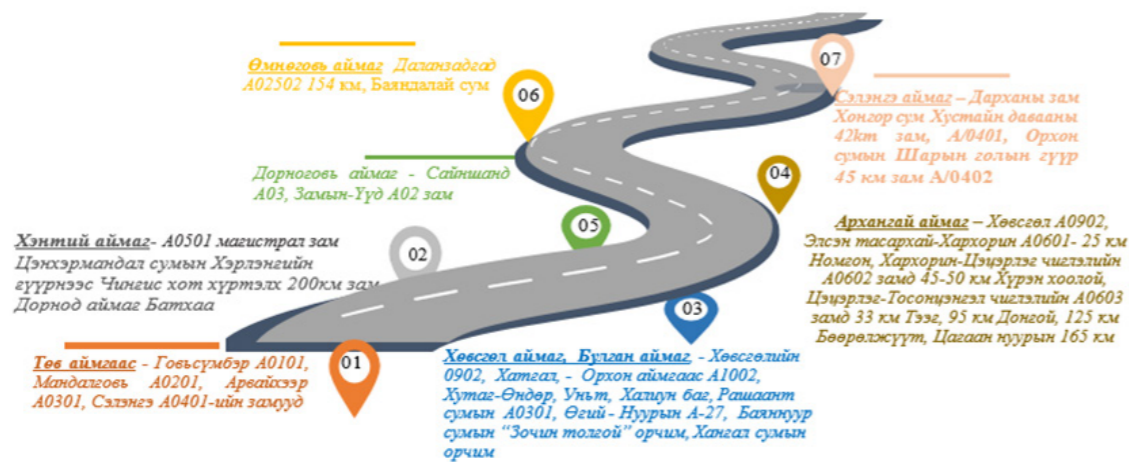 01
Төв аймгаас - Говьсүмбэр А0101,
Мандалговь А0201, Арвайхээр
А0301, Сэлэнгэ А0401-ийн замууд
02
Хэнтий аймаг- А0501 магистрал зам
Цэнхэрмандал сумын Хэрлэнгийн
гүүрнээс Чингис хот хүртэлх 200км зам
Дорнод аймаг Батхаа
03
Хөвсгөл аймаг, Булган аймаг, - Хөвсгөлийн
0902, Хатгал, - Орхон аймгаас А1002,
Хутаг-Өндөр, Уньт, Халиун баг, Рашаант
сумын А0301, Өгий- Нуурын А-27, Баяннуур
сумын “Зочин толгой” орчим, Хангал сумын
орчим
04
Архангай аймаг – Хөвсгөл А0902,
Элсэн тасархай-Хархорин А0601- 25 км
Номгон, Хархорин-Цэцэрлэг чиглэлийн
А0602 замд 45-50 км Хүрэн хоолой,
Цэцэрлэг-Тосонцэнгэл чиглэлийн А0603
замд 33 км Тээг, 95 км Донгой, 125 км
Бөөрөлжүүт, Цагаан нуурын 165 км
05
Дорноговь аймаг - Сайншанд
А03, Замын-Үүд А02 зам
06
Өмнөговь аймаг Даланзадгад
А02502 154 км, Баяндалай сум
07
Сэлэнгэ аймаг – Дарханы зам
Хонгор сум Хустайн давааны
42km зам, А/0401, Орхон
сумын Шарын голын гүүр
45 км зам А/0402